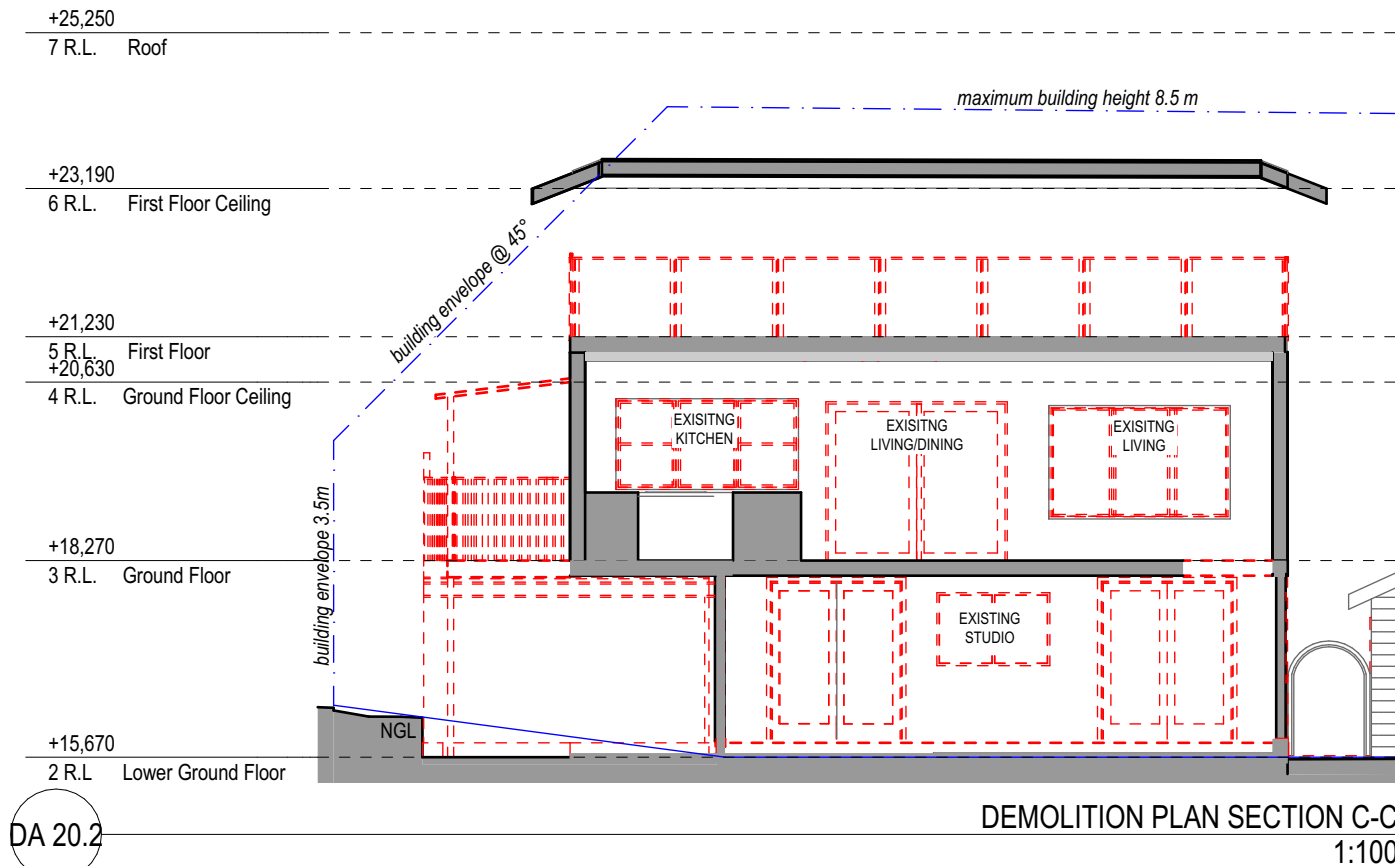 +25,250
7 R.L. Roof
maximum building height 8.5 m
+23,190
6 R.L. First Floor Ceiling
building envelope @ 45°
+21,230
5 R.L. First Floor
+20,630
4 R.L. Ground Floor Ceiling
EXISITNG
KITCHEN
EXISITNG
LIVING/DINING
EXISITNG
LIVING
building envelope 3.5m
+18,270
3 R.L. Ground Floor
EXISTING
STUDIO
NGL
+15,670
2 R.L Lower Ground Floor
DA 20.2
DEMOLITION PLAN SECTION C-C
1:100